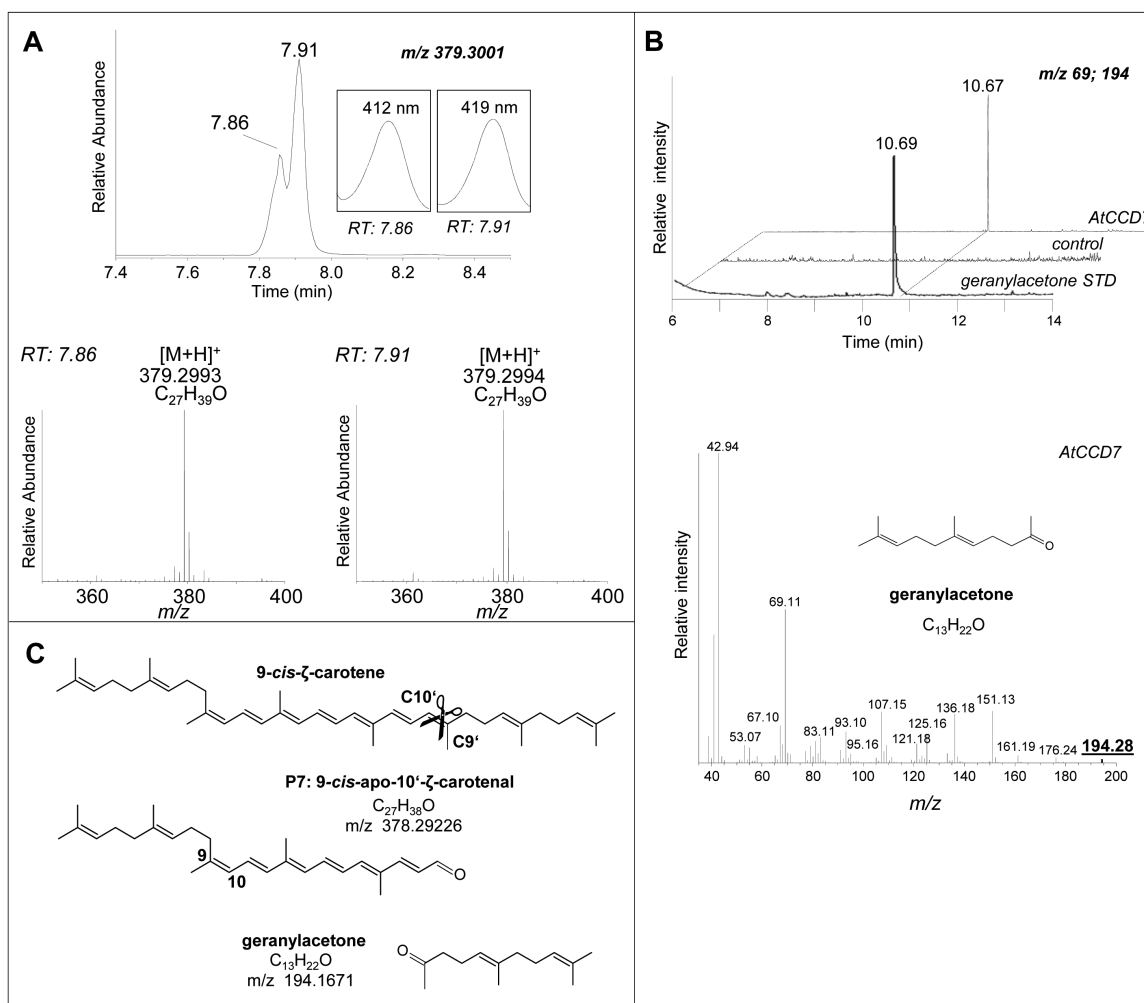 A
m/z 379.3001
7.91
7.86
412 nm
419 nm
RT: 7.86
RT: 7.91
Relative Abundance
7.4 7.6 7.8 8.0 8.2 8.4
Time (min)
RT: 7.86
[M+H]+
379.2993
C27H39O
Relative Abundance
360 400
m/z
RT: 7.91
[M+H]+
379.2994
C27H39O
Relative Abundance
360 400
m/z
B
m/z 69; 194
10.67
10.69
Relative intensity
AtCCD7
control
geranylacetone STD
6 8 10 12 14
Time (min)
AtCCD7
42.94
O
geranylacetone
C13H22O
Relative intensity
69.11
67.10
53.07
83.11
93.10
95.16
107.15
121.18
125.16
136.18
151.13
161.19
176.24
194.28
40 60 80 100 120 140 160 180 200
m/z
C
9-cis-ζ-carotene
C10‘
C9‘
P7: 9-cis-apo-10‘-ζ-carotenal
C27H38O
m/z 378.29226
9
10
O
geranylacetone
C13H22O
m/z 194.1671
O